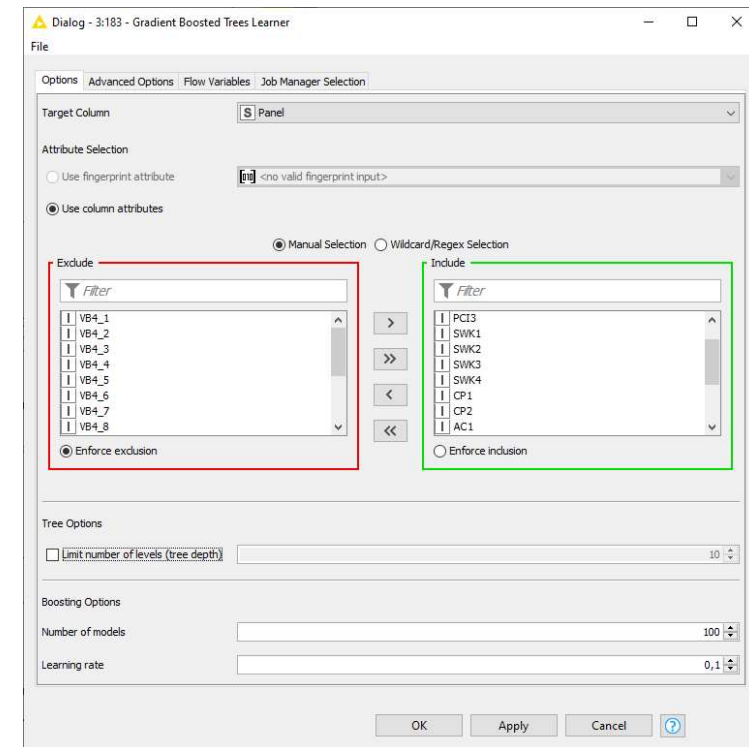 Dialog - 3:183 - Gradient Boosted Trees Learner
File
Options Advanced Options Flow Variables Job Manager Selection
Target Column S Panel
Attribute Selection
Use fingerprint attribute [010] <no valid fingerprint input>
Use column attributes
Manual Selection Wildcard/Regex Selection
Exclude Include
Filter Filter
I VB4_1 I PCI3
I VB4_2 I SWK1
I VB4_3 I SWK2
I VB4_4 I SWK3
I VB4_5 I SWK4
I VB4_6 I CP1
I VB4_7 I CP2
I VB4_8 I AC1
> 
>>
<
<<
Enforce exclusion Enforce inclusion
Tree Options
Limit number of levels (tree depth) 10
Boosting Options
Number of models 100
Learning rate 0,1
OK Apply Cancel ?